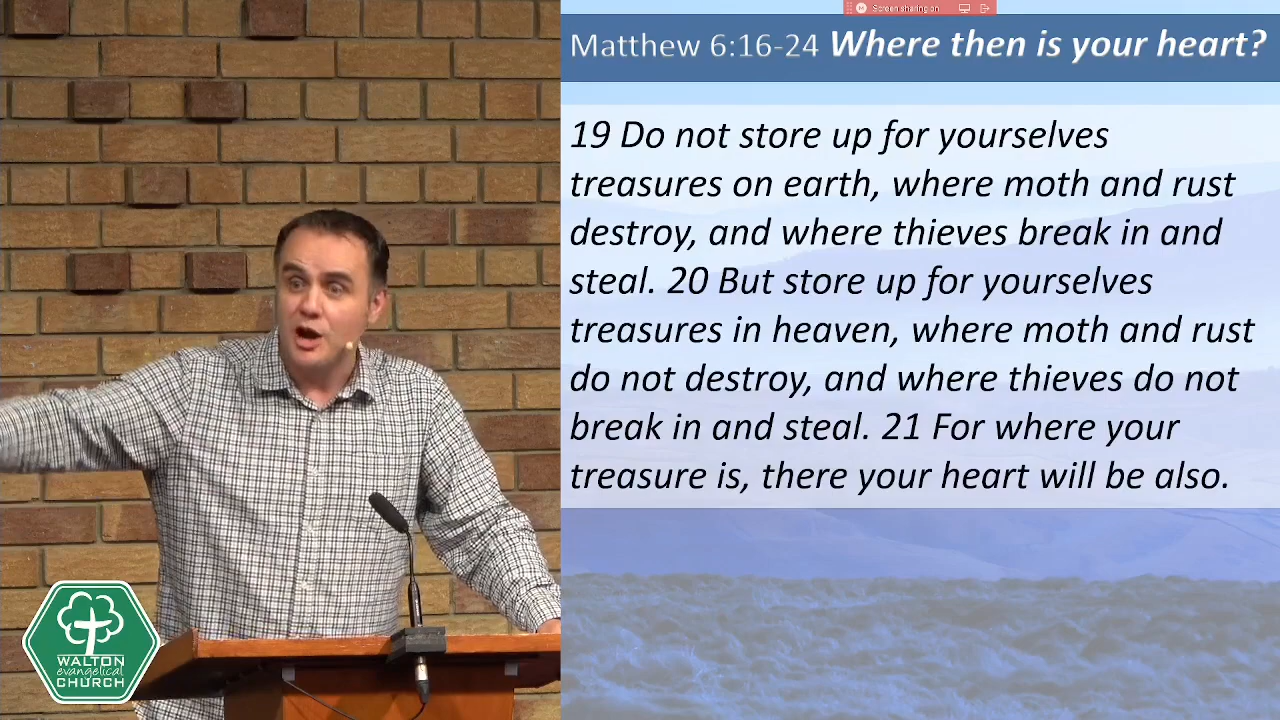 Screen sharing on
Matthew 6:16-24 Where then is your heart?
19 Do not store up for yourselves
treasures on earth, where moth and rust
destroy, and where thieves break in and
steal. 20 But store up for yourselves
treasures in heaven, where moth and rust
do not destroy, and where thieves do not
break in and steal. 21 For where your
treasure is, there your heart will be also.
WALTON
evangelical
CHURCH